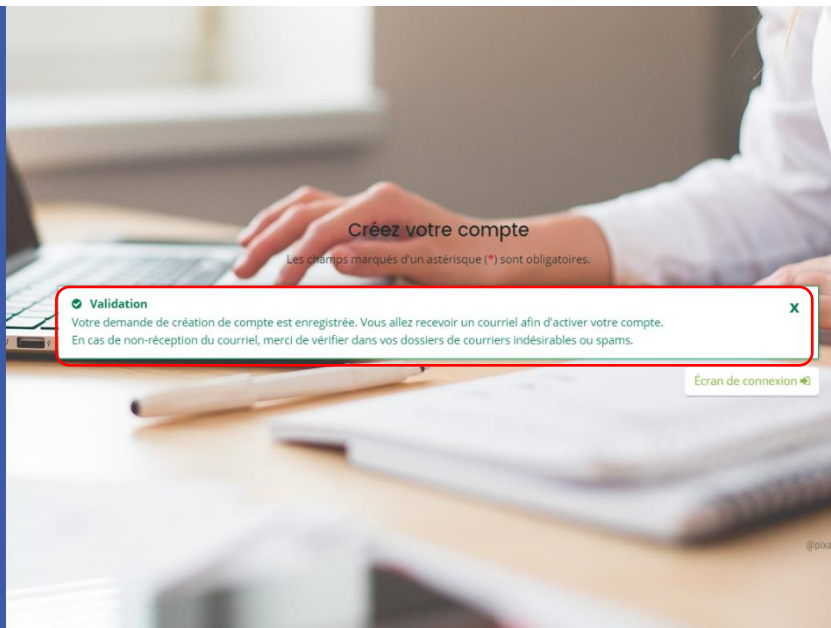 Créez votre compte
Les champs marqués d'un astérisque (*) sont obligatoires.
Validation
X
Votre demande de création de compte est enregistrée. Vous allez recevoir un courriel afin d'activer votre compte.
En cas de non-réception du courriel, merci de vérifier dans vos dossiers de courriers indésirables ou spams.
Écran de connexion
@pixa